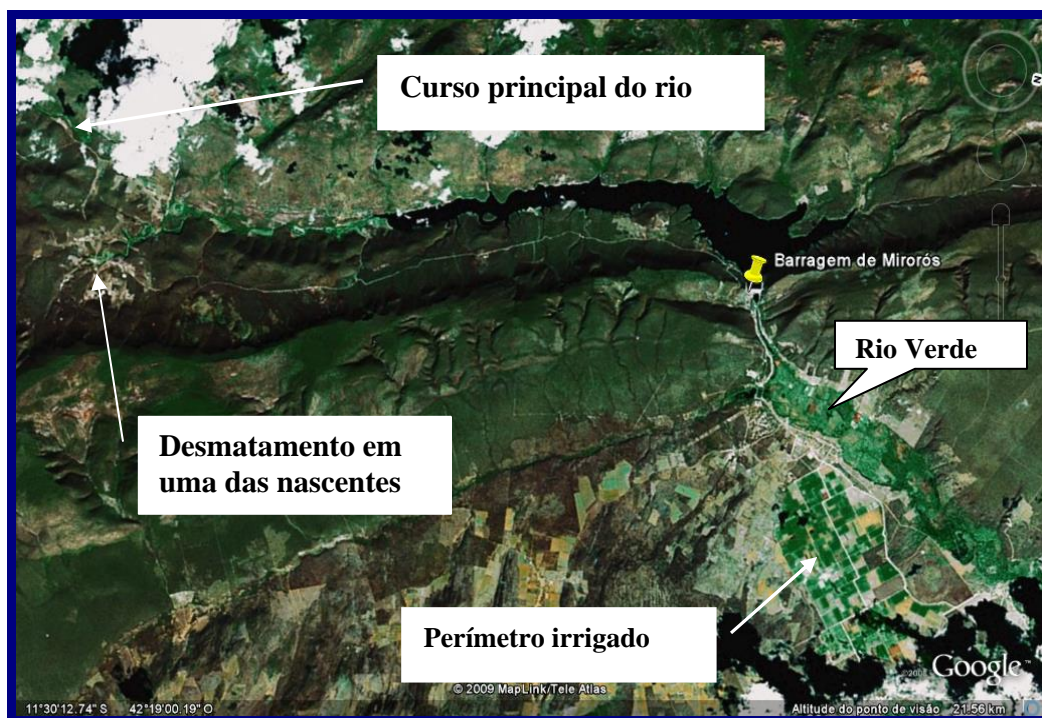 Curso principal do rio
N
Barragem de Mirorós
Rio Verde
Desmatamento em
uma das nascentes
Perímetro irrigado
Google
© 2009 MapLink/Tele Atlas
11°30'12.74" S 42°19'00.19" O
Altitude do ponto de visão 21.56 km